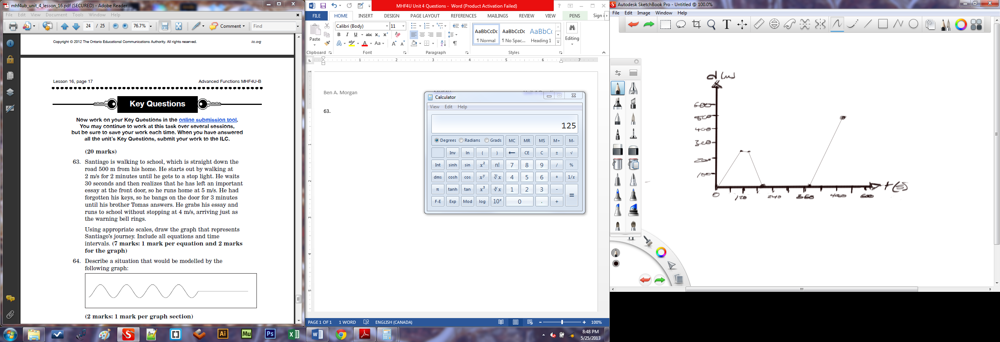 mhf4ub_unit_4_lesson_16.pdf (SECURED) - Adobe Reader
File Edit View Document Tools Window Help
24 / 25 76.7% Comment Find
Copyright © 2012 The Ontario Educational Communications Authority. All rights reserved. ilc.org
Lesson 16, page 17 Advanced Functions MHF4U-B
Key Questions
Now work on your Key Questions in the online submission tool.
You may continue to work at this task over several sessions,
but be sure to save your work each time. When you have answered
all the unit's Key Questions, submit your work to the ILC.
(20 marks)
63. Santiago is walking to school, which is straight down the
road 500 m from his home. He starts out by walking at
2 m/s for 2 minutes until he gets to a stop light. He waits
30 seconds and then realizes that he has left an important
essay at the front door, so he runs home at 5 m/s. He had
forgotten his keys, so he bangs on the door for 3 minutes
until his brother Tomas answers. He grabs his essay and
runs to school without stopping at 4 m/s, arriving just as
the warning bell rings.
Using appropriate scales, draw the graph that represents
Santiago's journey. Include all equations and time
intervals. (7 marks: 1 mark per equation and 2 marks
for the graph)
64. Describe a situation that would be modelled by the
following graph:
(2 marks: 1 mark per graph section)
MHF4U Unit 4 Questions - Word (Product Activation Failed)
FILE HOME INSERT DESIGN PAGE LAYOUT REFERENCES MAILINGS REVIEW VIEW PENS Sign i
Paste
Calibri (Body) 11
B I U abc x₂ x²
A ab A Aa A A
AaBbCcDc AaBbCcDc AaBbCc
¶ Normal ¶ No Spac... Heading 1
Editing
Clipboard Font Paragraph Styles
1 2 3 4 5 6 7
Ben A. Morgan
63.
Calculator
View Edit Help
125
Degrees Radians Grads MC MR MS M+ M-
Inv ln ( ) ← CE C ± √
Int sinh sin x² n! 7 8 9 / %
dms cosh cos xʸ ʸ√x 4 5 6 * 1/x
π tanh tan x³ ³√x 1 2 3 - =
F-E Exp Mod log 10ˣ 0 . +
PAGE 1 OF 1 1 WORD ENGLISH (CANADA) 100%
Autodesk SketchBook Pro - Untitled @ 100.0%
File Edit Image Window Help
T
d (m)
600
500
400
300
200
100
0 120 240 360 480 600 t(s)
Ai Mu Ps
8:48 PM
5/25/2013